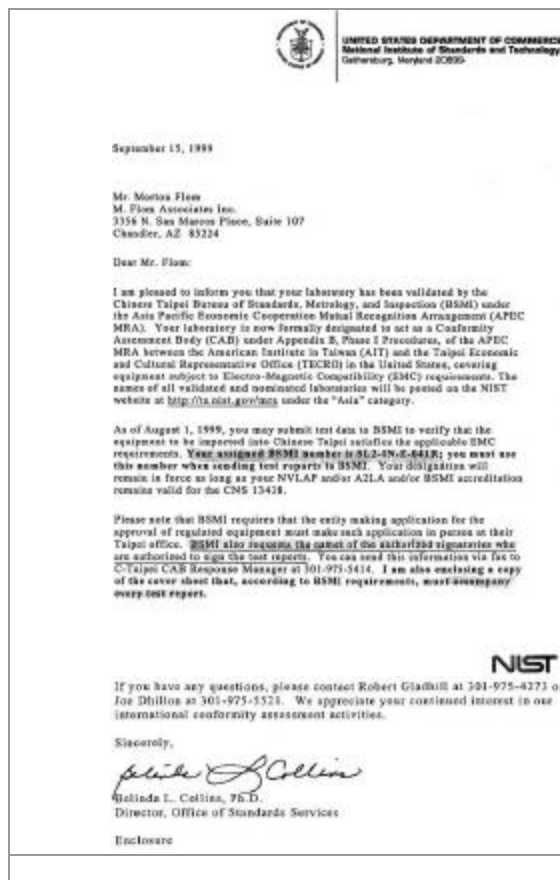 UNITED STATES DEPARTMENT OF COMMERCE
National Institute of Standards and Technology
Gaithersburg, Maryland 20899-
September 15, 1999
Mr. Morton Flom
M. Flom Associates Inc.
3356 N. San Marcos Place, Suite 107
Chandler, AZ 85224
Dear Mr. Flom:
I am pleased to inform you that your laboratory has been validated by the
Chinese Taipei Bureau of Standards, Metrology, and Inspection (BSMI) under
the Asia Pacific Economic Cooperation Mutual Recognition Arrangement (APEC
MRA). Your laboratory is now formally designated to act as a Conformity
Assessment Body (CAB) under Appendix B, Phase I Procedures, of the APEC
MRA between the American Institute in Taiwan (AIT) and the Taipei Economic
and Cultural Representative Office (TECRO) in the United States, covering
equipment subject to Electro-Magnetic Compatibility (EMC) requirements. The
names of all validated and nominated laboratories will be posted on the NIST
website at http://ts.nist.gov/mra under the "Asia" category.
As of August 1, 1999, you may submit test data to BSMI to verify that the
equipment to be imported into Chinese Taipei satisfies the applicable EMC
requirements. Your assigned BSMI number is SL2-IN-E-041R; you must use
this number when sending test reports to BSMI. Your designation will
remain in force as long as your NVLAP and/or A2LA and/or BSMI accreditation
remains valid for the CNS 13438.
Please note that BSMI requires that the entity making application for the
approval of regulated equipment must make such application in person at their
Taipei office. BSMI also requests the names of the authorized signatories who
are authorized to sign the test reports. You can send this information via fax to
C-Taipei CAB Response Manager at 301-975-5414. I am also enclosing a copy
of the cover sheet that, according to BSMI requirements, must accompany
every test report.
NIST
If you have any questions, please contact Robert Gladhill at 301-975-4273 or
Joe Dhillon at 301-975-5521. We appreciate your continued interest in our
international conformity assessment activities.
Sincerely,
Belinda L Collins
Belinda L. Collins, Ph.D.
Director, Office of Standards Services
Enclosure